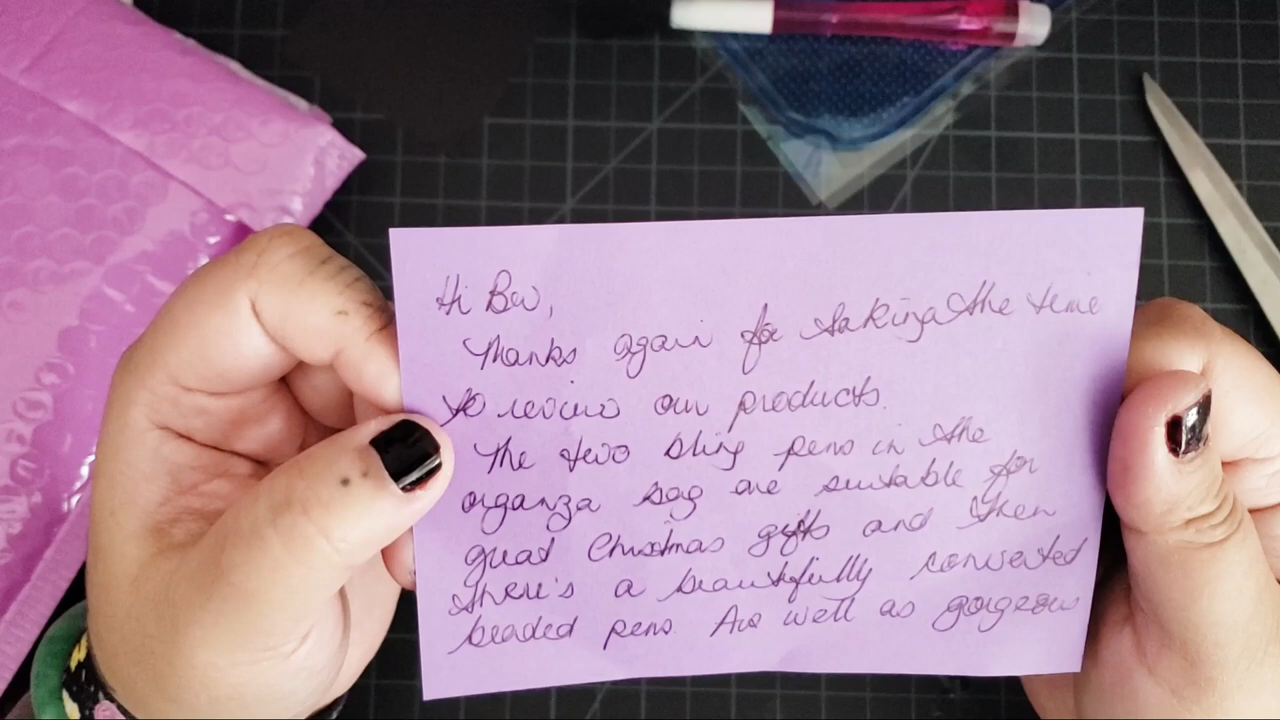 Hi Bev,
Thanks again for taking the time
to review our products.
The two bling pens in the
organza bag are suitable for
great Christmas gifts and then
there's a beautifully converted
beaded pens. As well as gorgeous